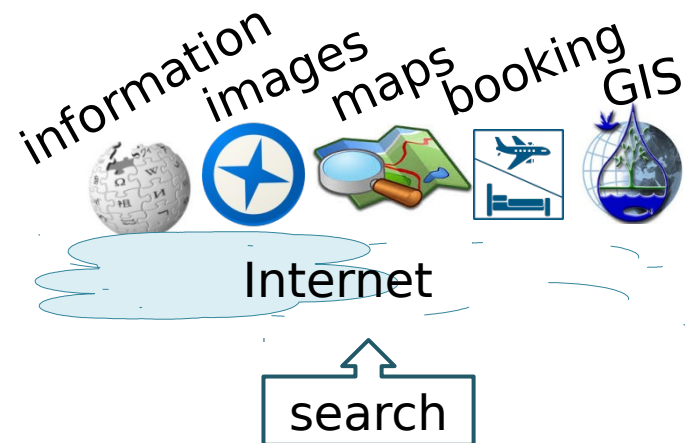 information
images
maps
booking
GIS
Ω
W
И
Internet
search